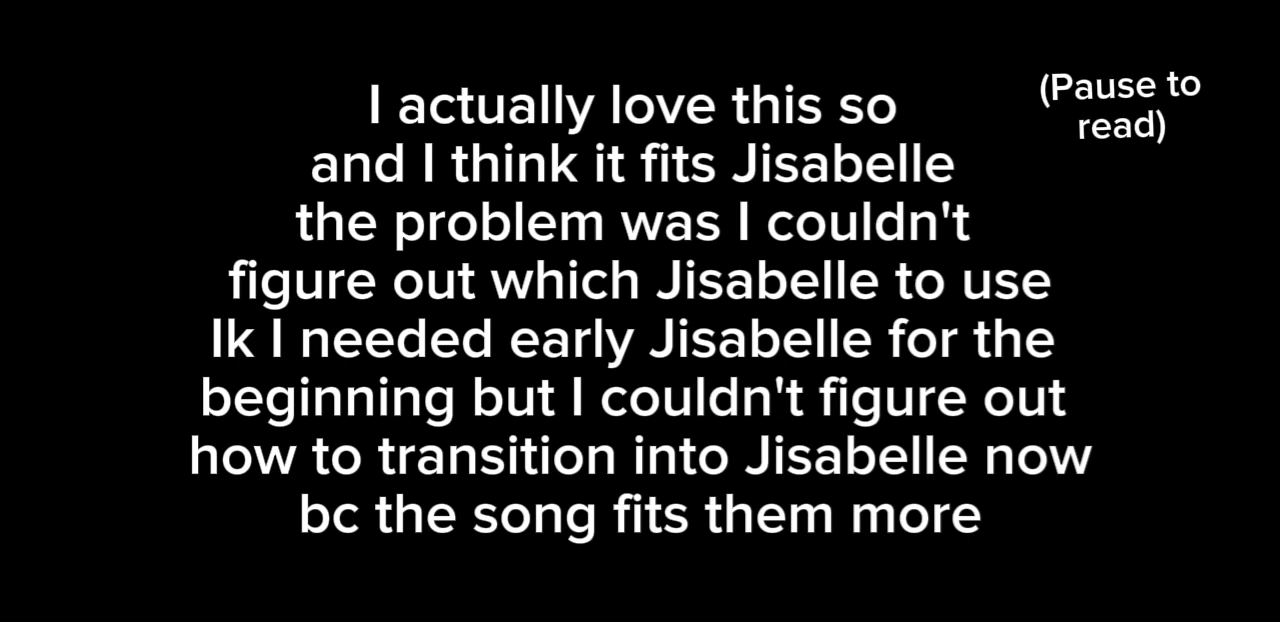 I actually love this so
and I think it fits Jisabelle
the problem was I couldn't
figure out which Jisabelle to use
Ik I needed early Jisabelle for the
beginning but I couldn't figure out
how to transition into Jisabelle now
bc the song fits them more
(Pause to
read)